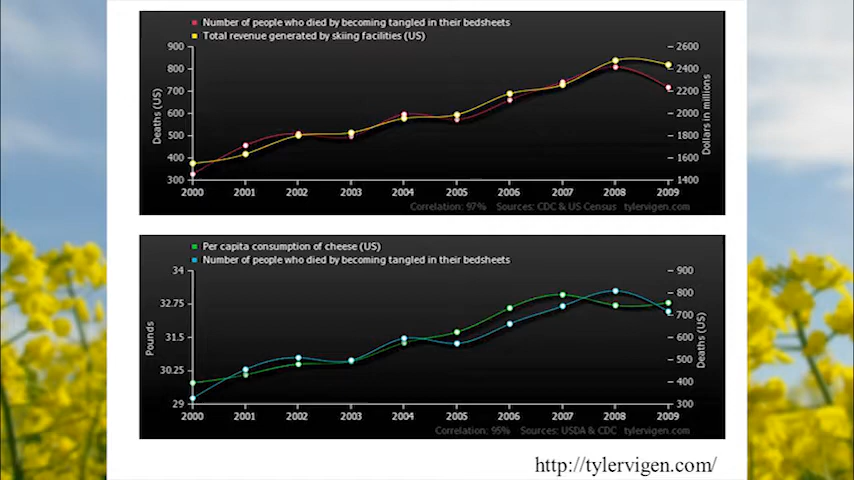 Number of people who died by becoming tangled in their bedsheets
Total revenue generated by skiing facilities (US)
900
800
700
600
500
400
300
Deaths (US)
2600
2400
2200
2000
1800
1600
1400
Dollars in millions
2000 2001 2002 2003 2004 2005 2006 2007 2008 2009
Correlation: 97% Sources: CDC & US Census tylervigen.com
Per capita consumption of cheese (US)
Number of people who died by becoming tangled in their bedsheets
34
32.75
31.5
30.25
29
Pounds
900
800
700
600
500
400
300
Deaths (US)
2000 2001 2002 2003 2004 2005 2006 2007 2008 2009
Correlation: 95% Sources: USDA & CDC tylervigen.com
http://tylervigen.com/